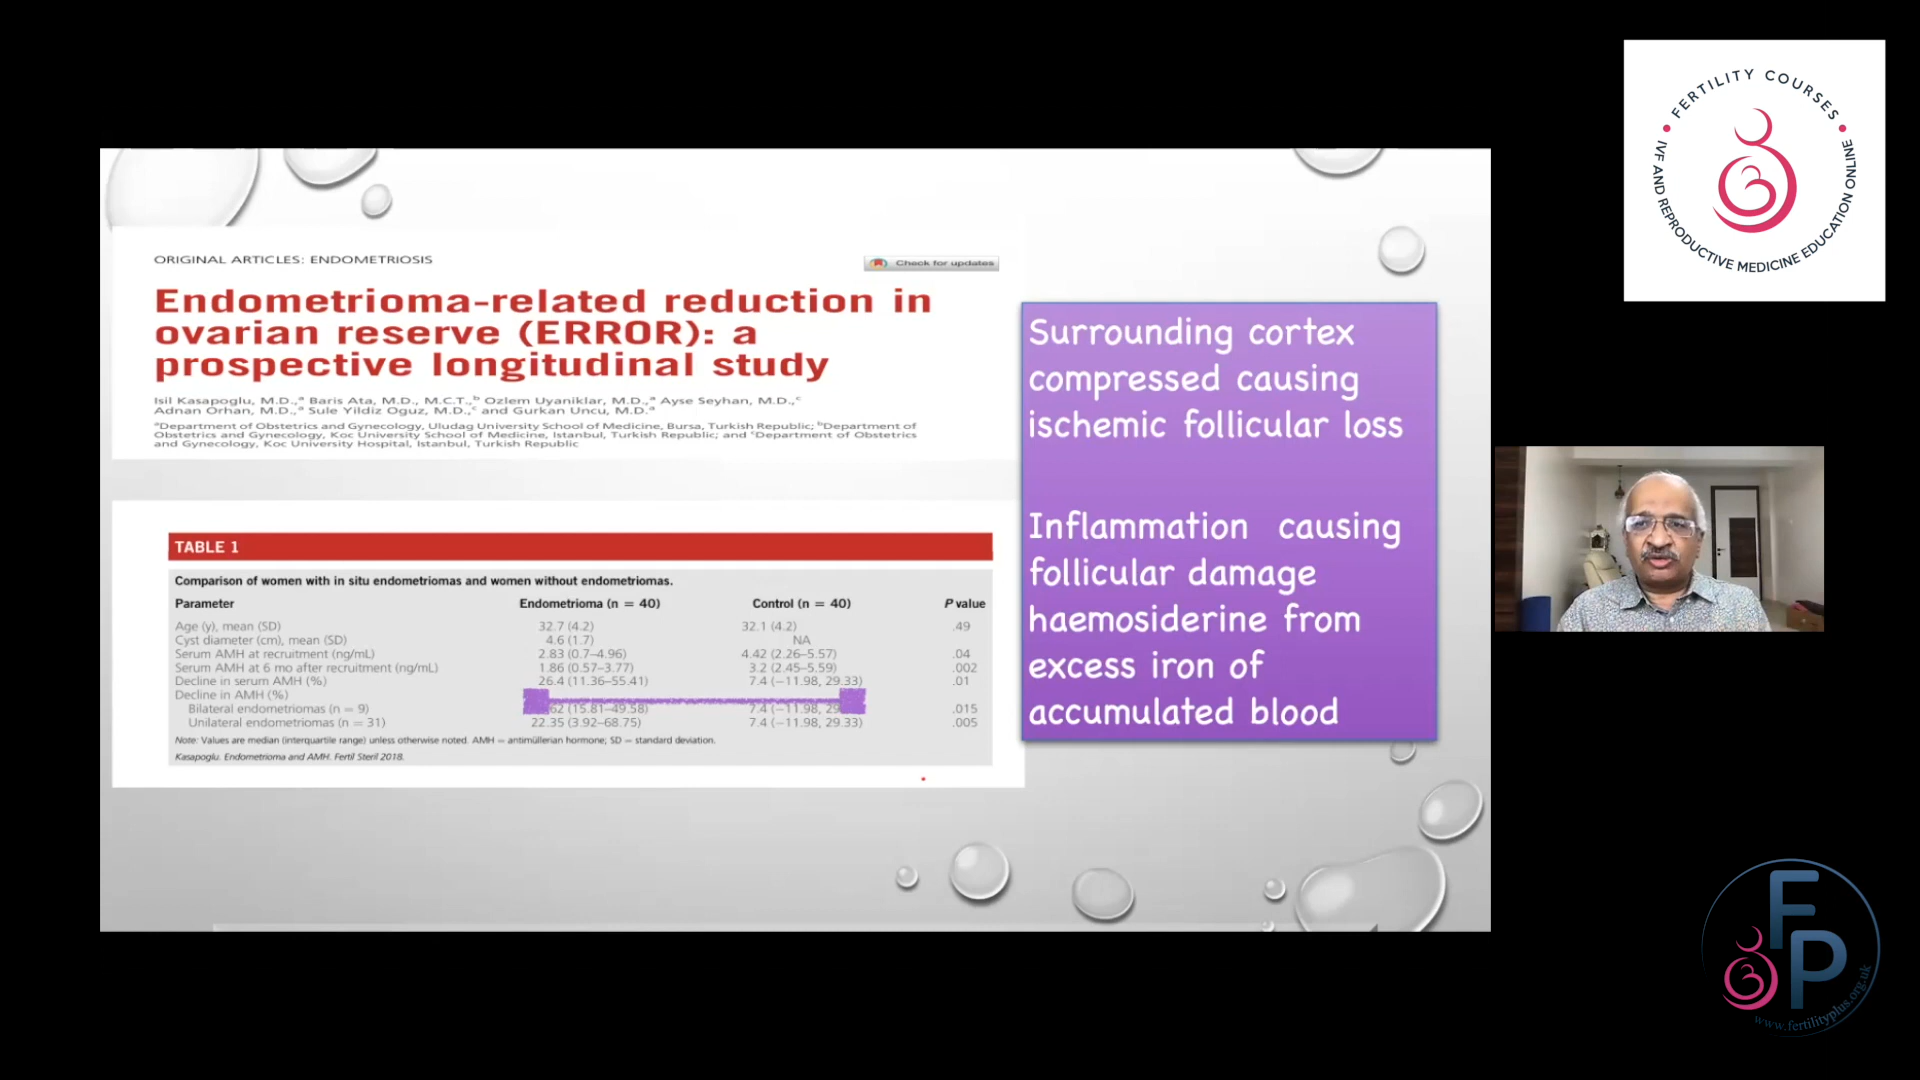 FERTILITY COURSES
IVF AND REPRODUCTIVE MEDICINE EDUCATION ONLINE
ORIGINAL ARTICLES: ENDOMETRIOSIS
Check for updates
Endometrioma-related reduction in
ovarian reserve (ERROR): a
prospective longitudinal study
Isil Kasapoglu, M.D.,a Baris Ata, M.D., M.C.T.,b Ozlem Uyaniklar, M.D.,a Ayse Seyhan, M.D.,c
Adnan Orhan, M.D.,a Sule Yildiz Oguz, M.D.,c and Gurkan Uncu, M.D.a
aDepartment of Obstetrics and Gynecology, Uludag University School of Medicine, Bursa, Turkish Republic; bDepartment of
Obstetrics and Gynecology, Koc University School of Medicine, Istanbul, Turkish Republic; and cDepartment of Obstetrics
and Gynecology, Koc University Hospital, Istanbul, Turkish Republic
TABLE 1
Comparison of women with in situ endometriomas and women without endometriomas.
Parameter Endometrioma (n = 40) Control (n = 40) P value
Age (y), mean (SD) 32.7 (4.2) 32.1 (4.2) .49
Cyst diameter (cm), mean (SD) 4.6 (1.7) NA
Serum AMH at recruitment (ng/mL) 2.83 (0.7–4.96) 4.42 (2.26–5.57) .04
Serum AMH at 6 mo after recruitment (ng/mL) 1.86 (0.57–3.77) 3.2 (2.45–5.59) .002
Decline in serum AMH (%) 26.4 (11.36–55.41) 7.4 (−11.98, 29.33) .01
Decline in AMH (%)
Bilateral endometriomas (n = 9) 62 (15.81–49.58) 7.4 (−11.98, 29 .015
Unilateral endometriomas (n = 31) 22.35 (3.92–68.75) 7.4 (−11.98, 29.33) .005
Note: Values are median (interquartile range) unless otherwise noted. AMH = antimüllerian hormone; SD = standard deviation.
Kasapoglu. Endometrioma and AMH. Fertil Steril 2018.
Surrounding cortex
compressed causing
ischemic follicular loss
Inflammation causing
follicular damage
haemosiderine from
excess iron of
accumulated blood
FP
www.fertilityplus.org.uk